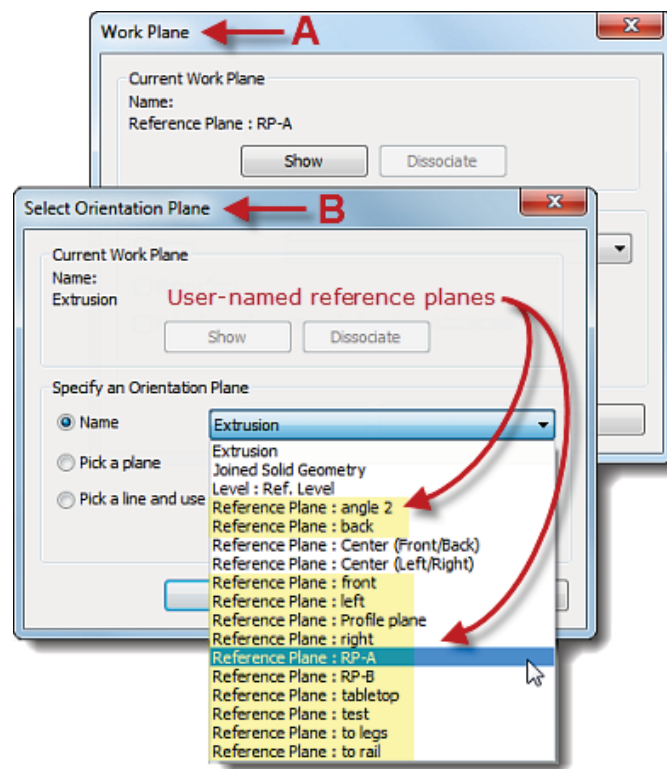 Work Plane
A
Current Work Plane
Name:
Reference Plane : RP-A
Show
Dissociate
Select Orientation Plane
B
Current Work Plane
Name:
Extrusion
User-named reference planes
Show
Dissociate
Specify an Orientation Plane
Name
Extrusion
Pick a plane
Pick a line and use
Extrusion
Joined Solid Geometry
Level : Ref. Level
Reference Plane : angle 2
Reference Plane : back
Reference Plane : Center (Front/Back)
Reference Plane : Center (Left/Right)
Reference Plane : front
Reference Plane : left
Reference Plane : Profile plane
Reference Plane : right
Reference Plane : RP-A
Reference Plane : RP-B
Reference Plane : tabletop
Reference Plane : test
Reference Plane : to legs
Reference Plane : to rail